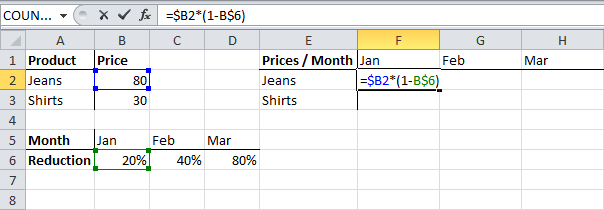 COUN... fx =$B2*(1-B$6)
A B C D E F G H
1 Product Price Prices / Month Jan Feb Mar
2 Jeans 80 Jeans =$B2*(1-B$6)
3 Shirts 30 Shirts
4
5 Month Jan Feb Mar
6 Reduction 20% 40% 80%
7
8